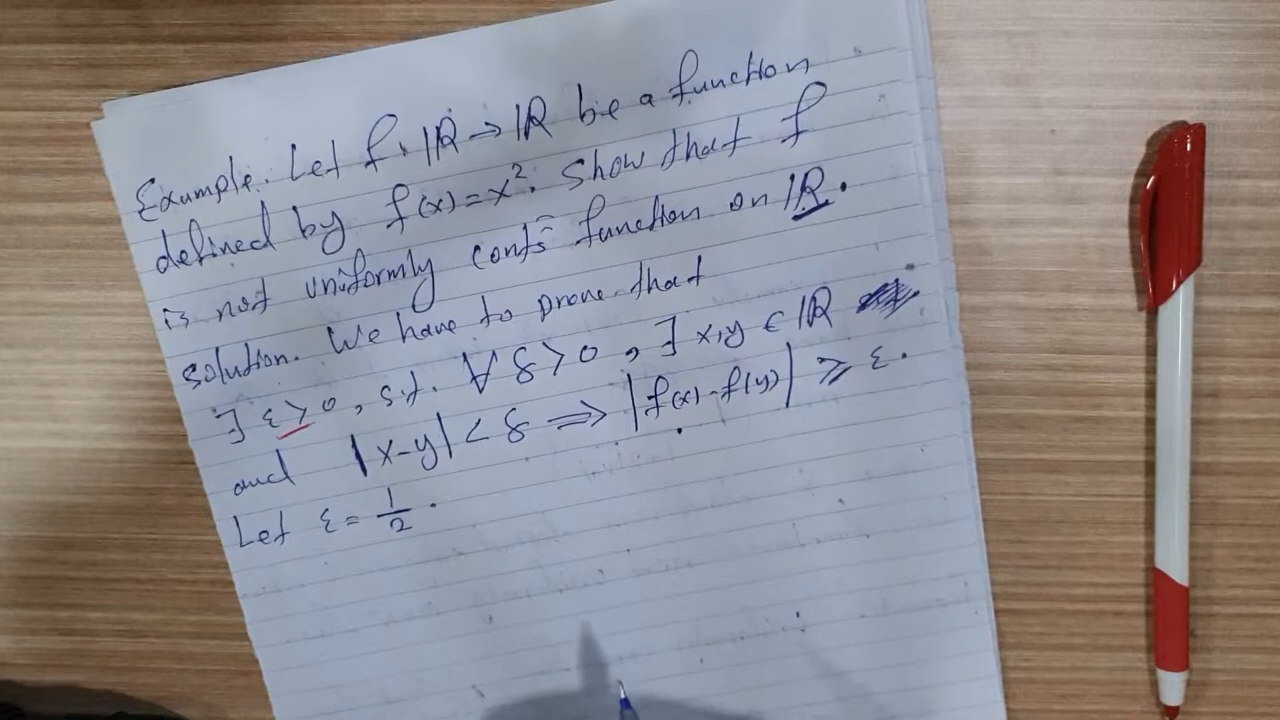 Example. Let f: ℝ → ℝ be a function
defined by f(x) = x². Show that f
is not uniformly conts function on ℝ.
solution. We have to prove that
∃ ε > 0, s.t. ∀ δ > 0, ∃ x, y ∈ ℝ
and |x-y| < δ ⟹ |f(x) - f(y)| ⩾ ε.
Let ε = 1/2.